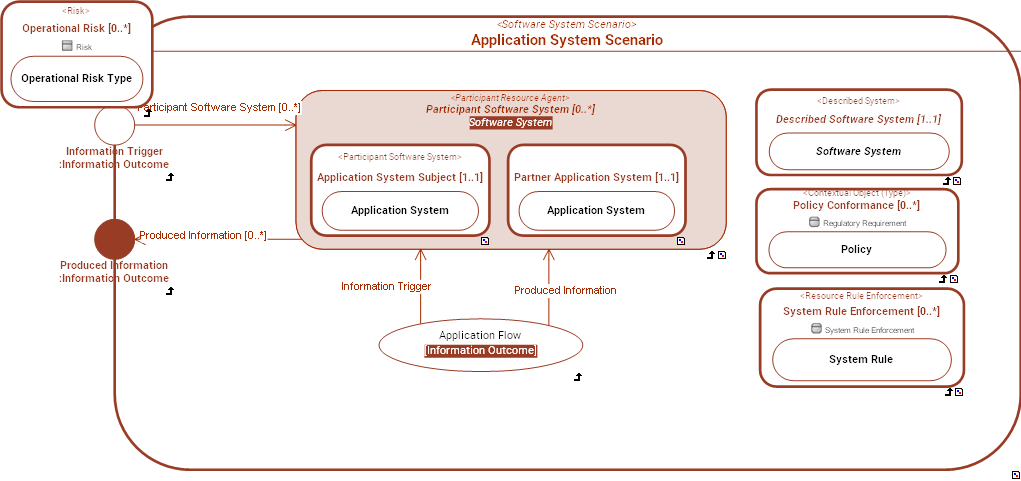 <Risk>
Operational Risk [0..*]
Risk
Operational Risk Type
<Software System Scenario>
Application System Scenario
Participant Software System [0..*]
Information Trigger
:Information Outcome
Produced Information [0..*]
Produced Information
:Information Outcome
<Participant Resource Agent>
Participant Software System [0..*]
Software System
<Participant Software System>
Application System Subject [1..1]
Application System
Partner Application System [1..1]
Application System
Information Trigger
Produced Information
Application Flow
[Information Outcome]
<Described System>
Described Software System [1..1]
Software System
<Contextual Object (Type)>
Policy Conformance [0..*]
Regulatory Requirement
Policy
<Resource Rule Enforcement>
System Rule Enforcement [0..*]
System Rule Enforcement
System Rule